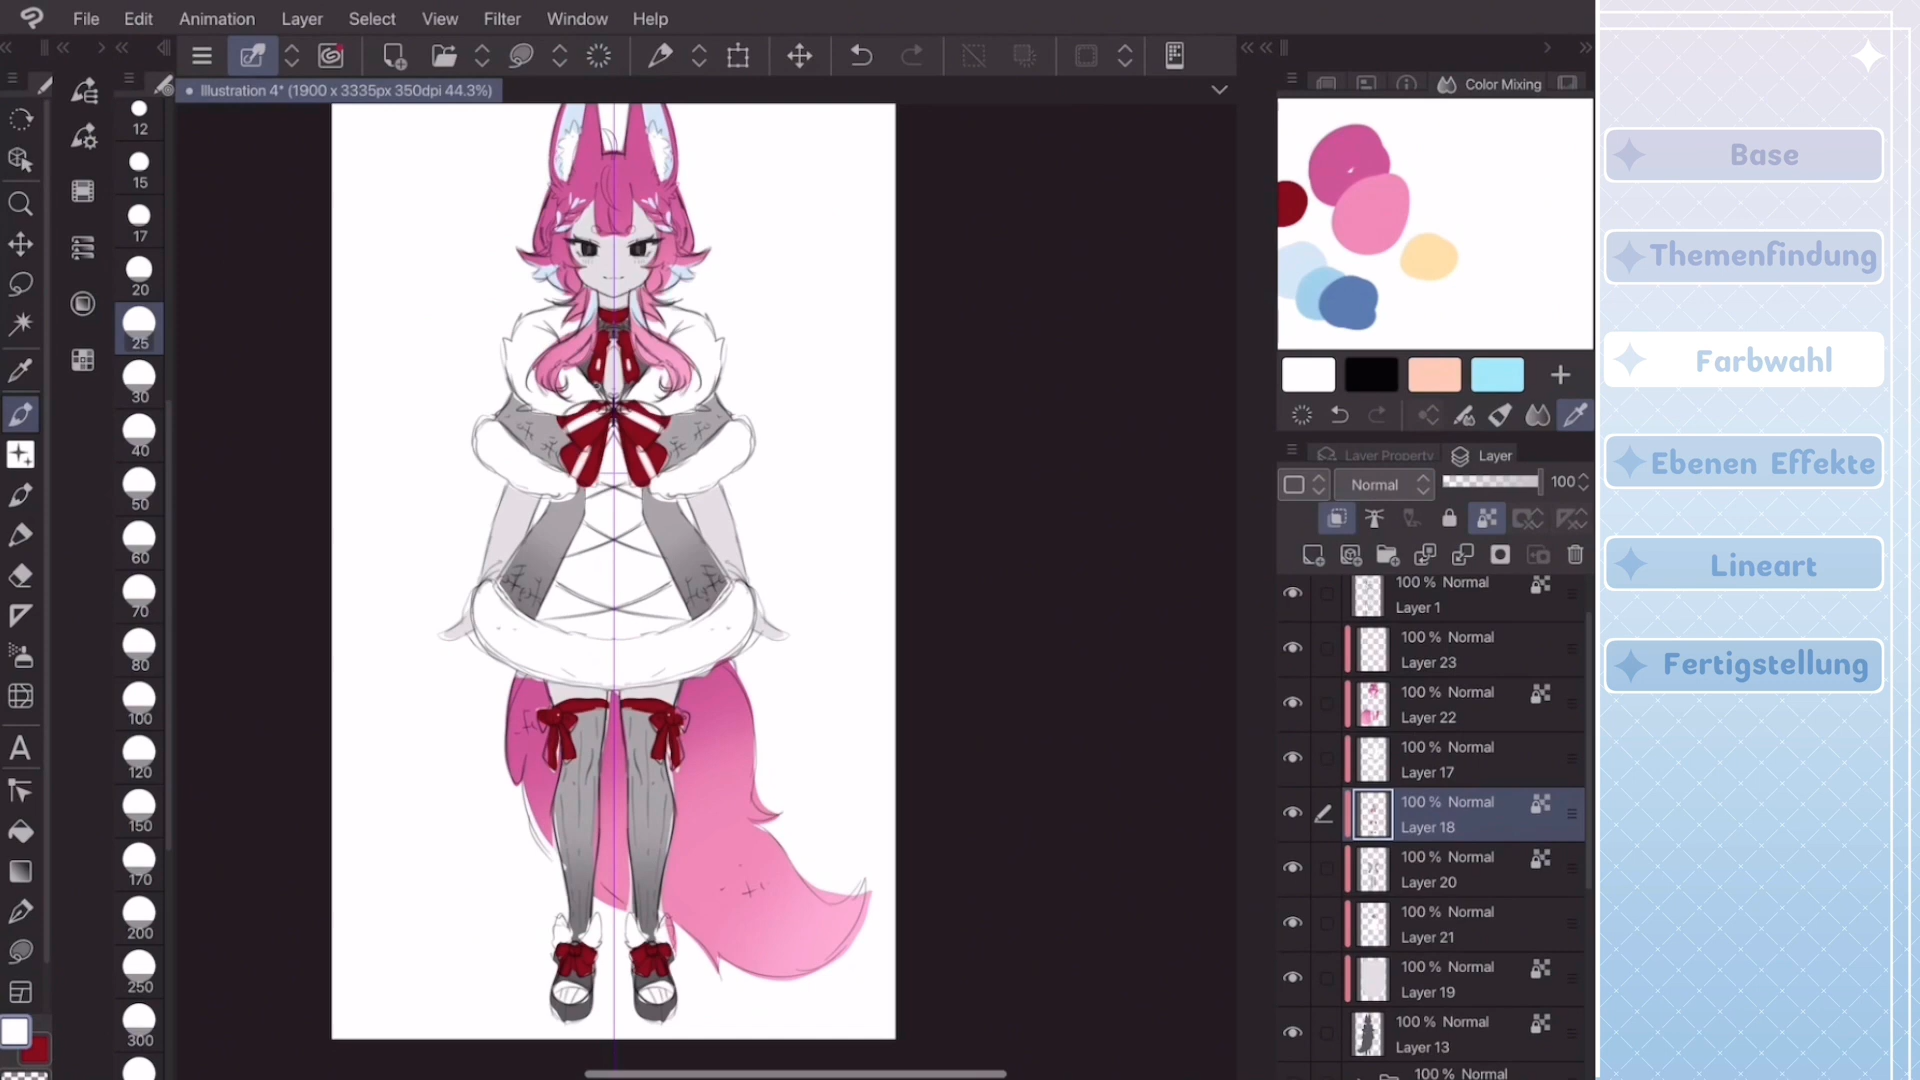 File Edit Animation Layer Select View Filter Window Help
Illustration 4* (1900 x 3335px 350dpi 44.3%)
12
15
17
20
25
30
40
50
60
70
80
100
120
150
170
200
250
300
Color Mixing
Layer Property
Layer
Normal
100
100 % Normal
Layer 1
100 % Normal
Layer 23
100 % Normal
Layer 22
100 % Normal
Layer 17
100 % Normal
Layer 18
100 % Normal
Layer 20
100 % Normal
Layer 21
100 % Normal
Layer 19
100 % Normal
Layer 13
100 % Normal
Base
Themenfindung
Farbwahl
Ebenen Effekte
Lineart
Fertigstellung